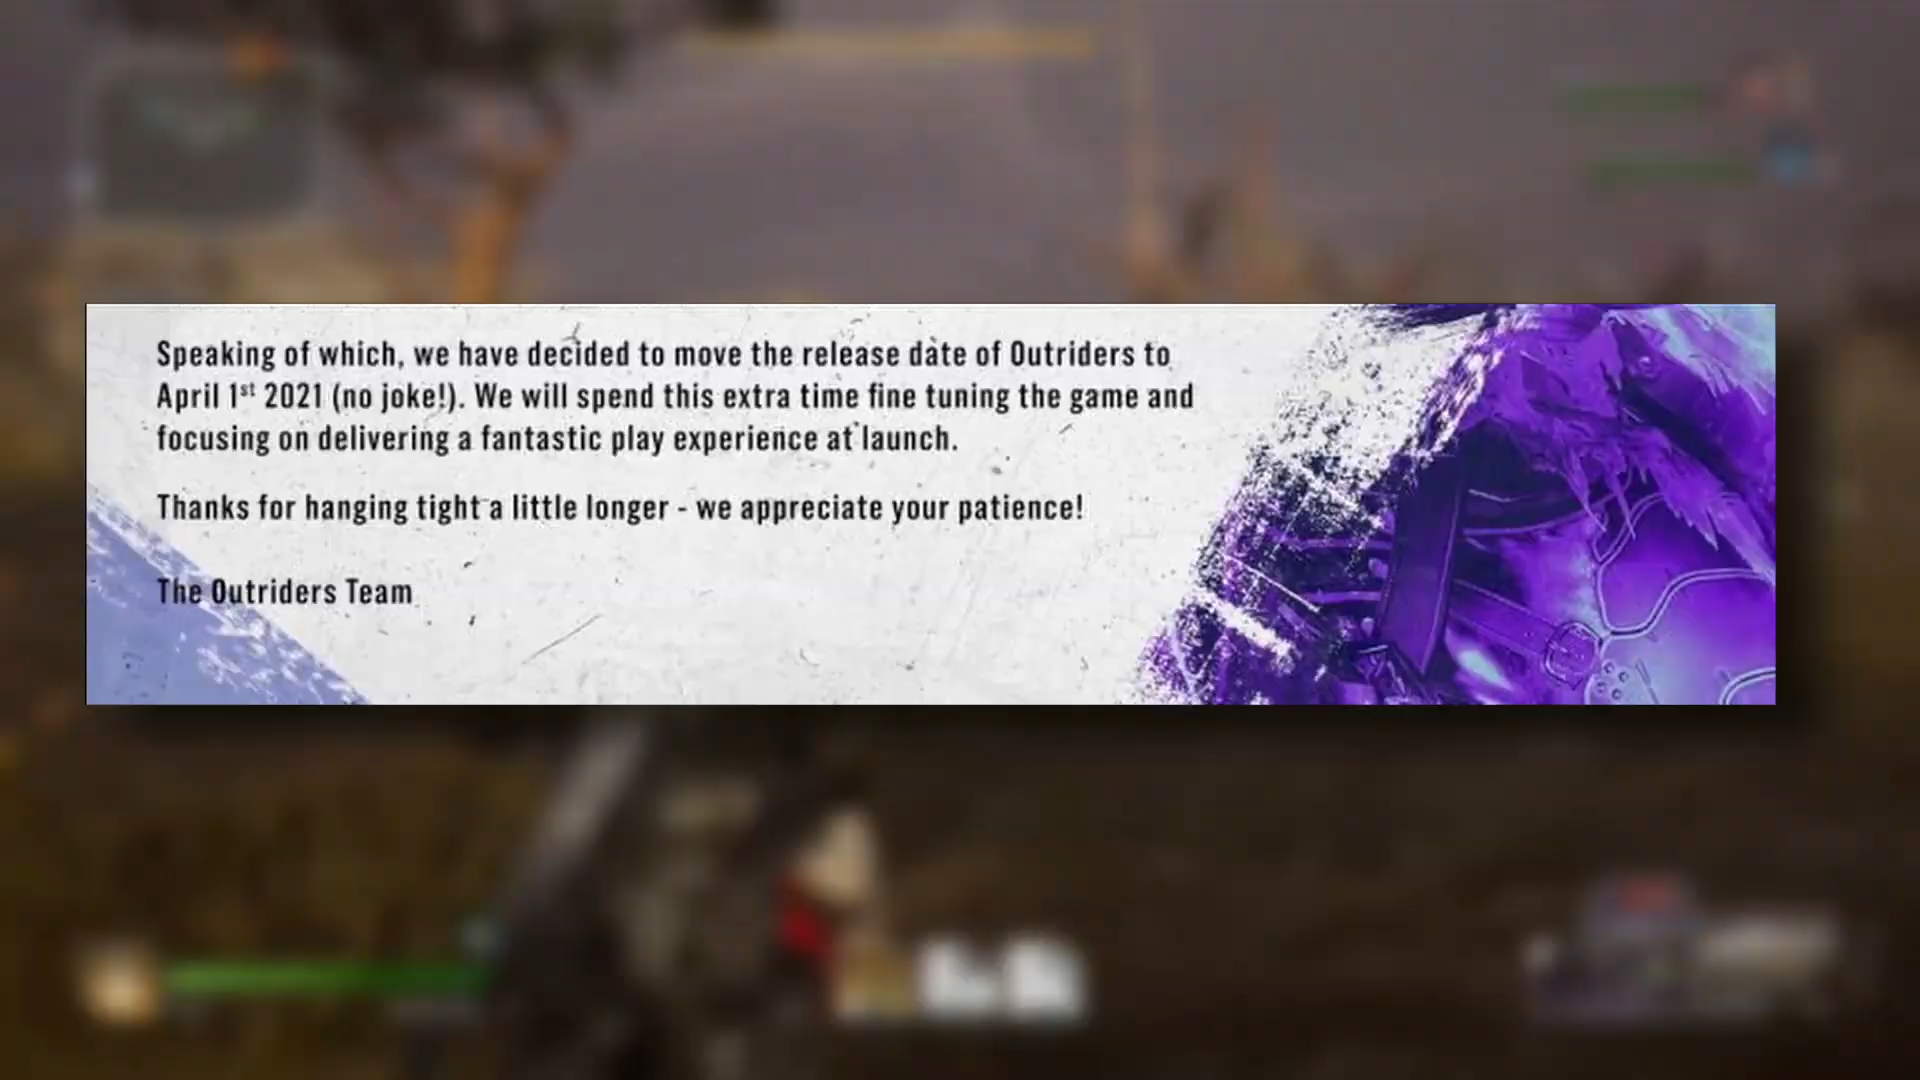 Speaking of which, we have decided to move the release date of Outriders to
April 1st 2021 (no joke!). We will spend this extra time fine tuning the game and
focusing on delivering a fantastic play experience at launch.
Thanks for hanging tight a little longer - we appreciate your patience!
The Outriders Team